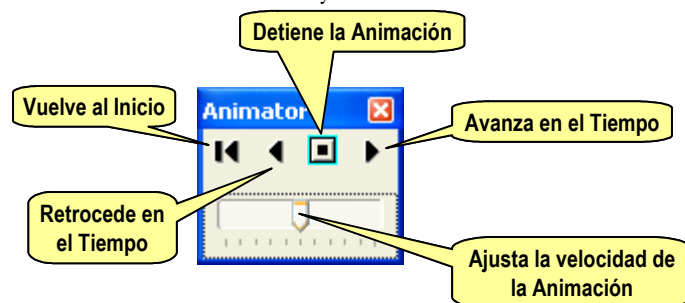 Detiene la Animación
Vuelve al Inicio
Animator
Avanza en el Tiempo
Retrocede en
el Tiempo
Ajusta la velocidad de
la Animación